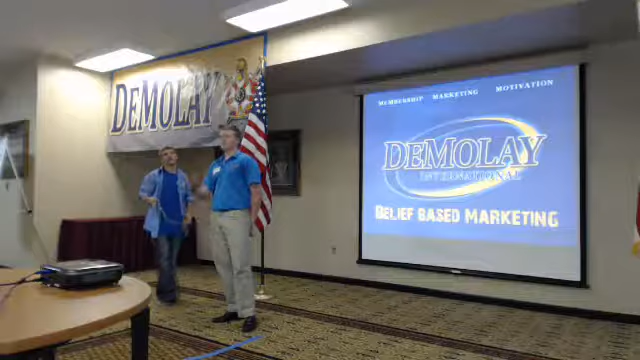 DEMOLAY
MEMBERSHIP MARKETING MOTIVATION
DEMOLAY
INTERNATIONAL
BELIEF BASED MARKETING